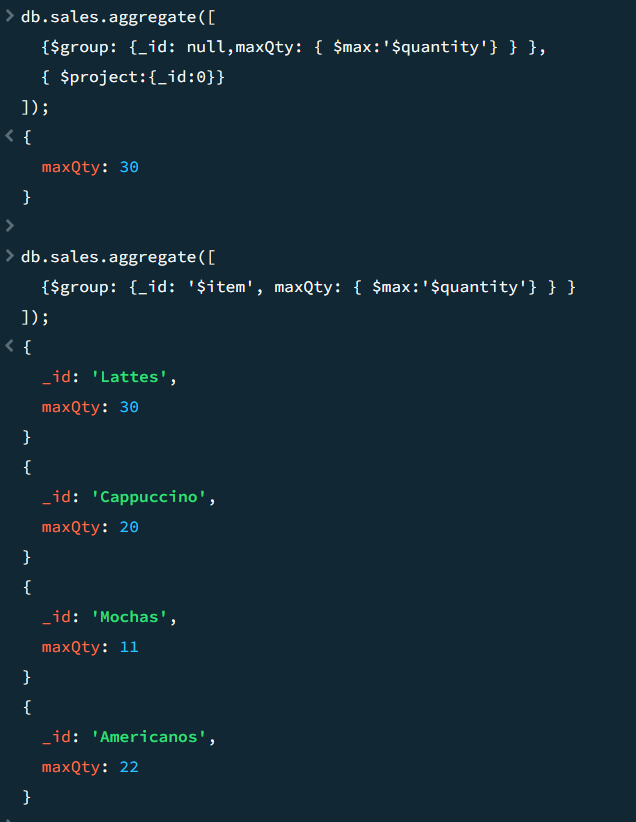 > db.sales.aggregate([
{$group: {_id: null,maxQty: { $max:'$quantity'} } },
{ $project:{_id:0}}
]);
< {
maxQty: 30
}
>
> db.sales.aggregate([
{$group: {_id: '$item', maxQty: { $max:'$quantity'} } }
]);
< {
_id: 'Lattes',
maxQty: 30
}
{
_id: 'Cappuccino',
maxQty: 20
}
{
_id: 'Mochas',
maxQty: 11
}
{
_id: 'Americanos',
maxQty: 22
}